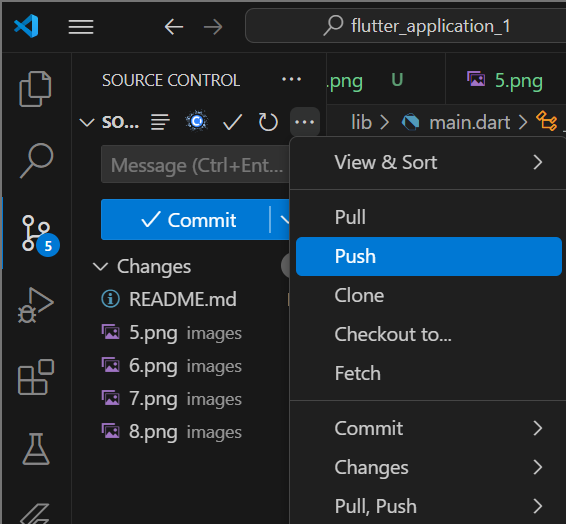 flutter_application_1
SOURCE CONTROL
.png U
5.png
SO...
lib > main.dart >
Message (Ctrl+Ent...
View & Sort
Commit
Pull
Push
Changes
Clone
README.md
5.png images
Checkout to...
6.png images
Fetch
7.png images
8.png images
Commit
Changes
Pull, Push
5